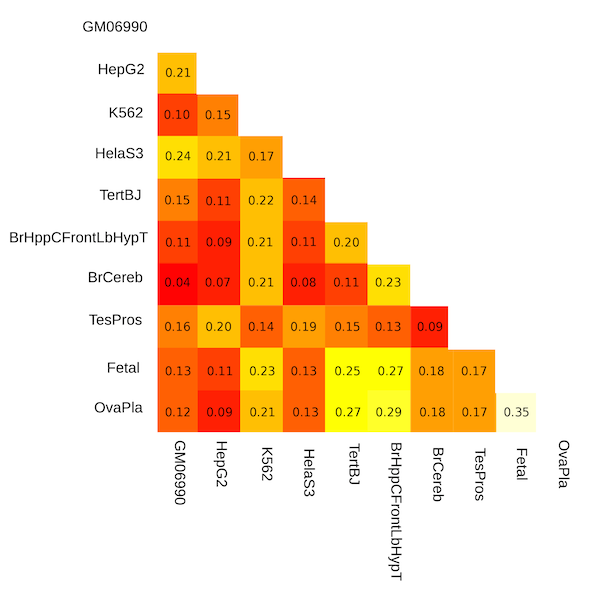 GM06990
HepG2 0.21
K562 0.10 0.15
HelaS3 0.24 0.21 0.17
TertBJ 0.15 0.11 0.22 0.14
BrHppCFrontLbHypT 0.11 0.09 0.21 0.11 0.20
BrCereb 0.04 0.07 0.21 0.08 0.11 0.23
TesPros 0.16 0.20 0.14 0.19 0.15 0.13 0.09
Fetal 0.13 0.11 0.23 0.13 0.25 0.27 0.18 0.17
OvaPla 0.12 0.09 0.21 0.13 0.27 0.29 0.18 0.17 0.35
GM06990 HepG2 K562 HelaS3 TertBJ BrHppCFrontLbHypT BrCereb TesPros Fetal OvaPla